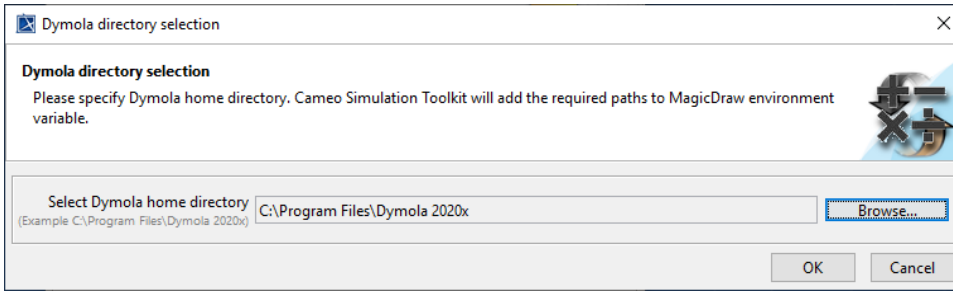 Dymola directory selection
Dymola directory selection
Please specify Dymola home directory. Cameo Simulation Toolkit will add the required paths to MagicDraw environment
variable.
Select Dymola home directory
(Example C:\Program Files\Dymola 2020x)
C:\Program Files\Dymola 2020x
Browse...
OK
Cancel